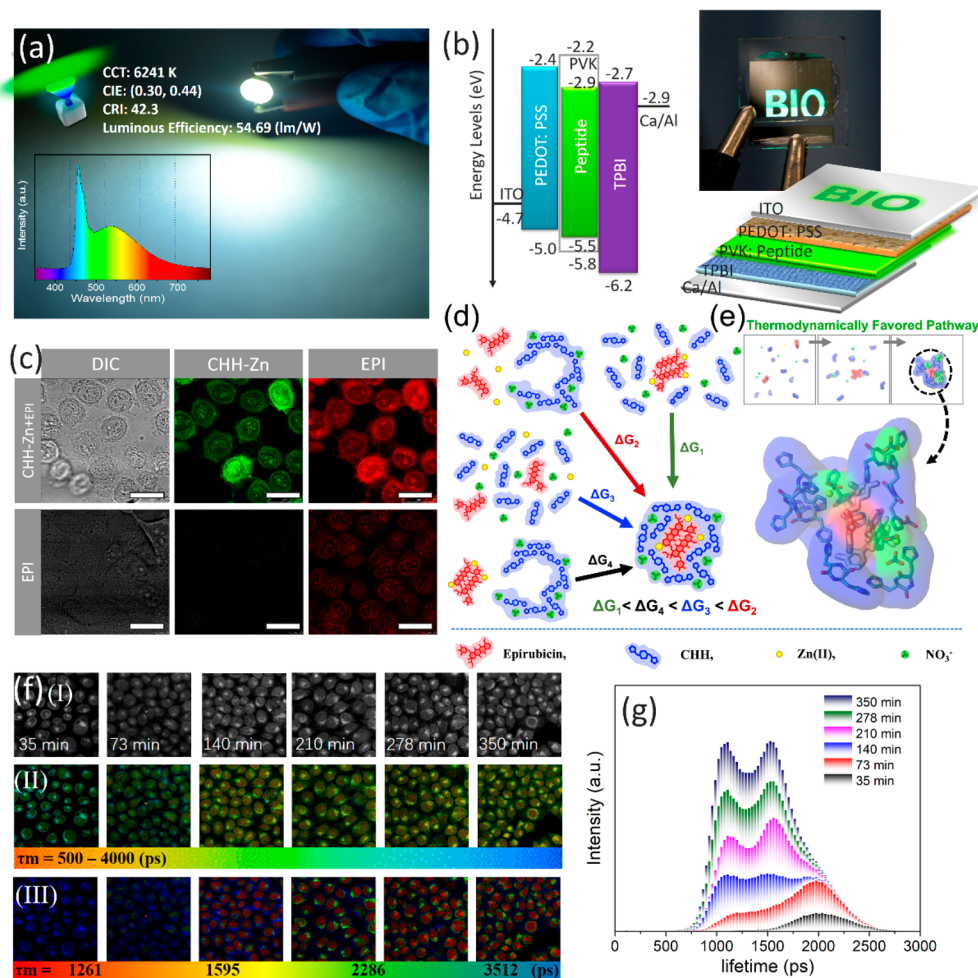 (a)
CCT: 6241 K
CIE: (0.30, 0.44)
CRI: 42.3
Luminous Efficiency: 54.69 (lm/W)
Intensity (a.u.)
400 500 600 700
Wavelength (nm)
(b)
Energy Levels (eV)
ITO
-4.7
-2.4
PEDOT: PSS
-5.0
-2.2
PVK
-2.9
Peptide
-5.5
-5.8
-2.7
TPBI
-6.2
-2.9
Ca/Al
BIO
BIO
ITO
PEDOT: PSS
PVK: Peptide
TPBI
Ca/Al
(c)
DIC CHH-Zn EPI
CHH-Zn+EPI
EPI
(d)
ΔG2
ΔG1
ΔG3
ΔG4
ΔG1< ΔG4 < ΔG3 < ΔG2
(e)
Thermodynamically Favored Pathway
Epirubicin, CHH, Zn(II), NO3-
(f)
(I)
35 min 73 min 140 min 210 min 278 min 350 min
(II)
τm = 500 – 4000 (ps)
(III)
τm = 1261 1595 2286 3512 (ps)
(g)
350 min
278 min
210 min
140 min
73 min
35 min
Intensity (a.u.)
0 500 1000 1500 2000 2500 3000
lifetime (ps)